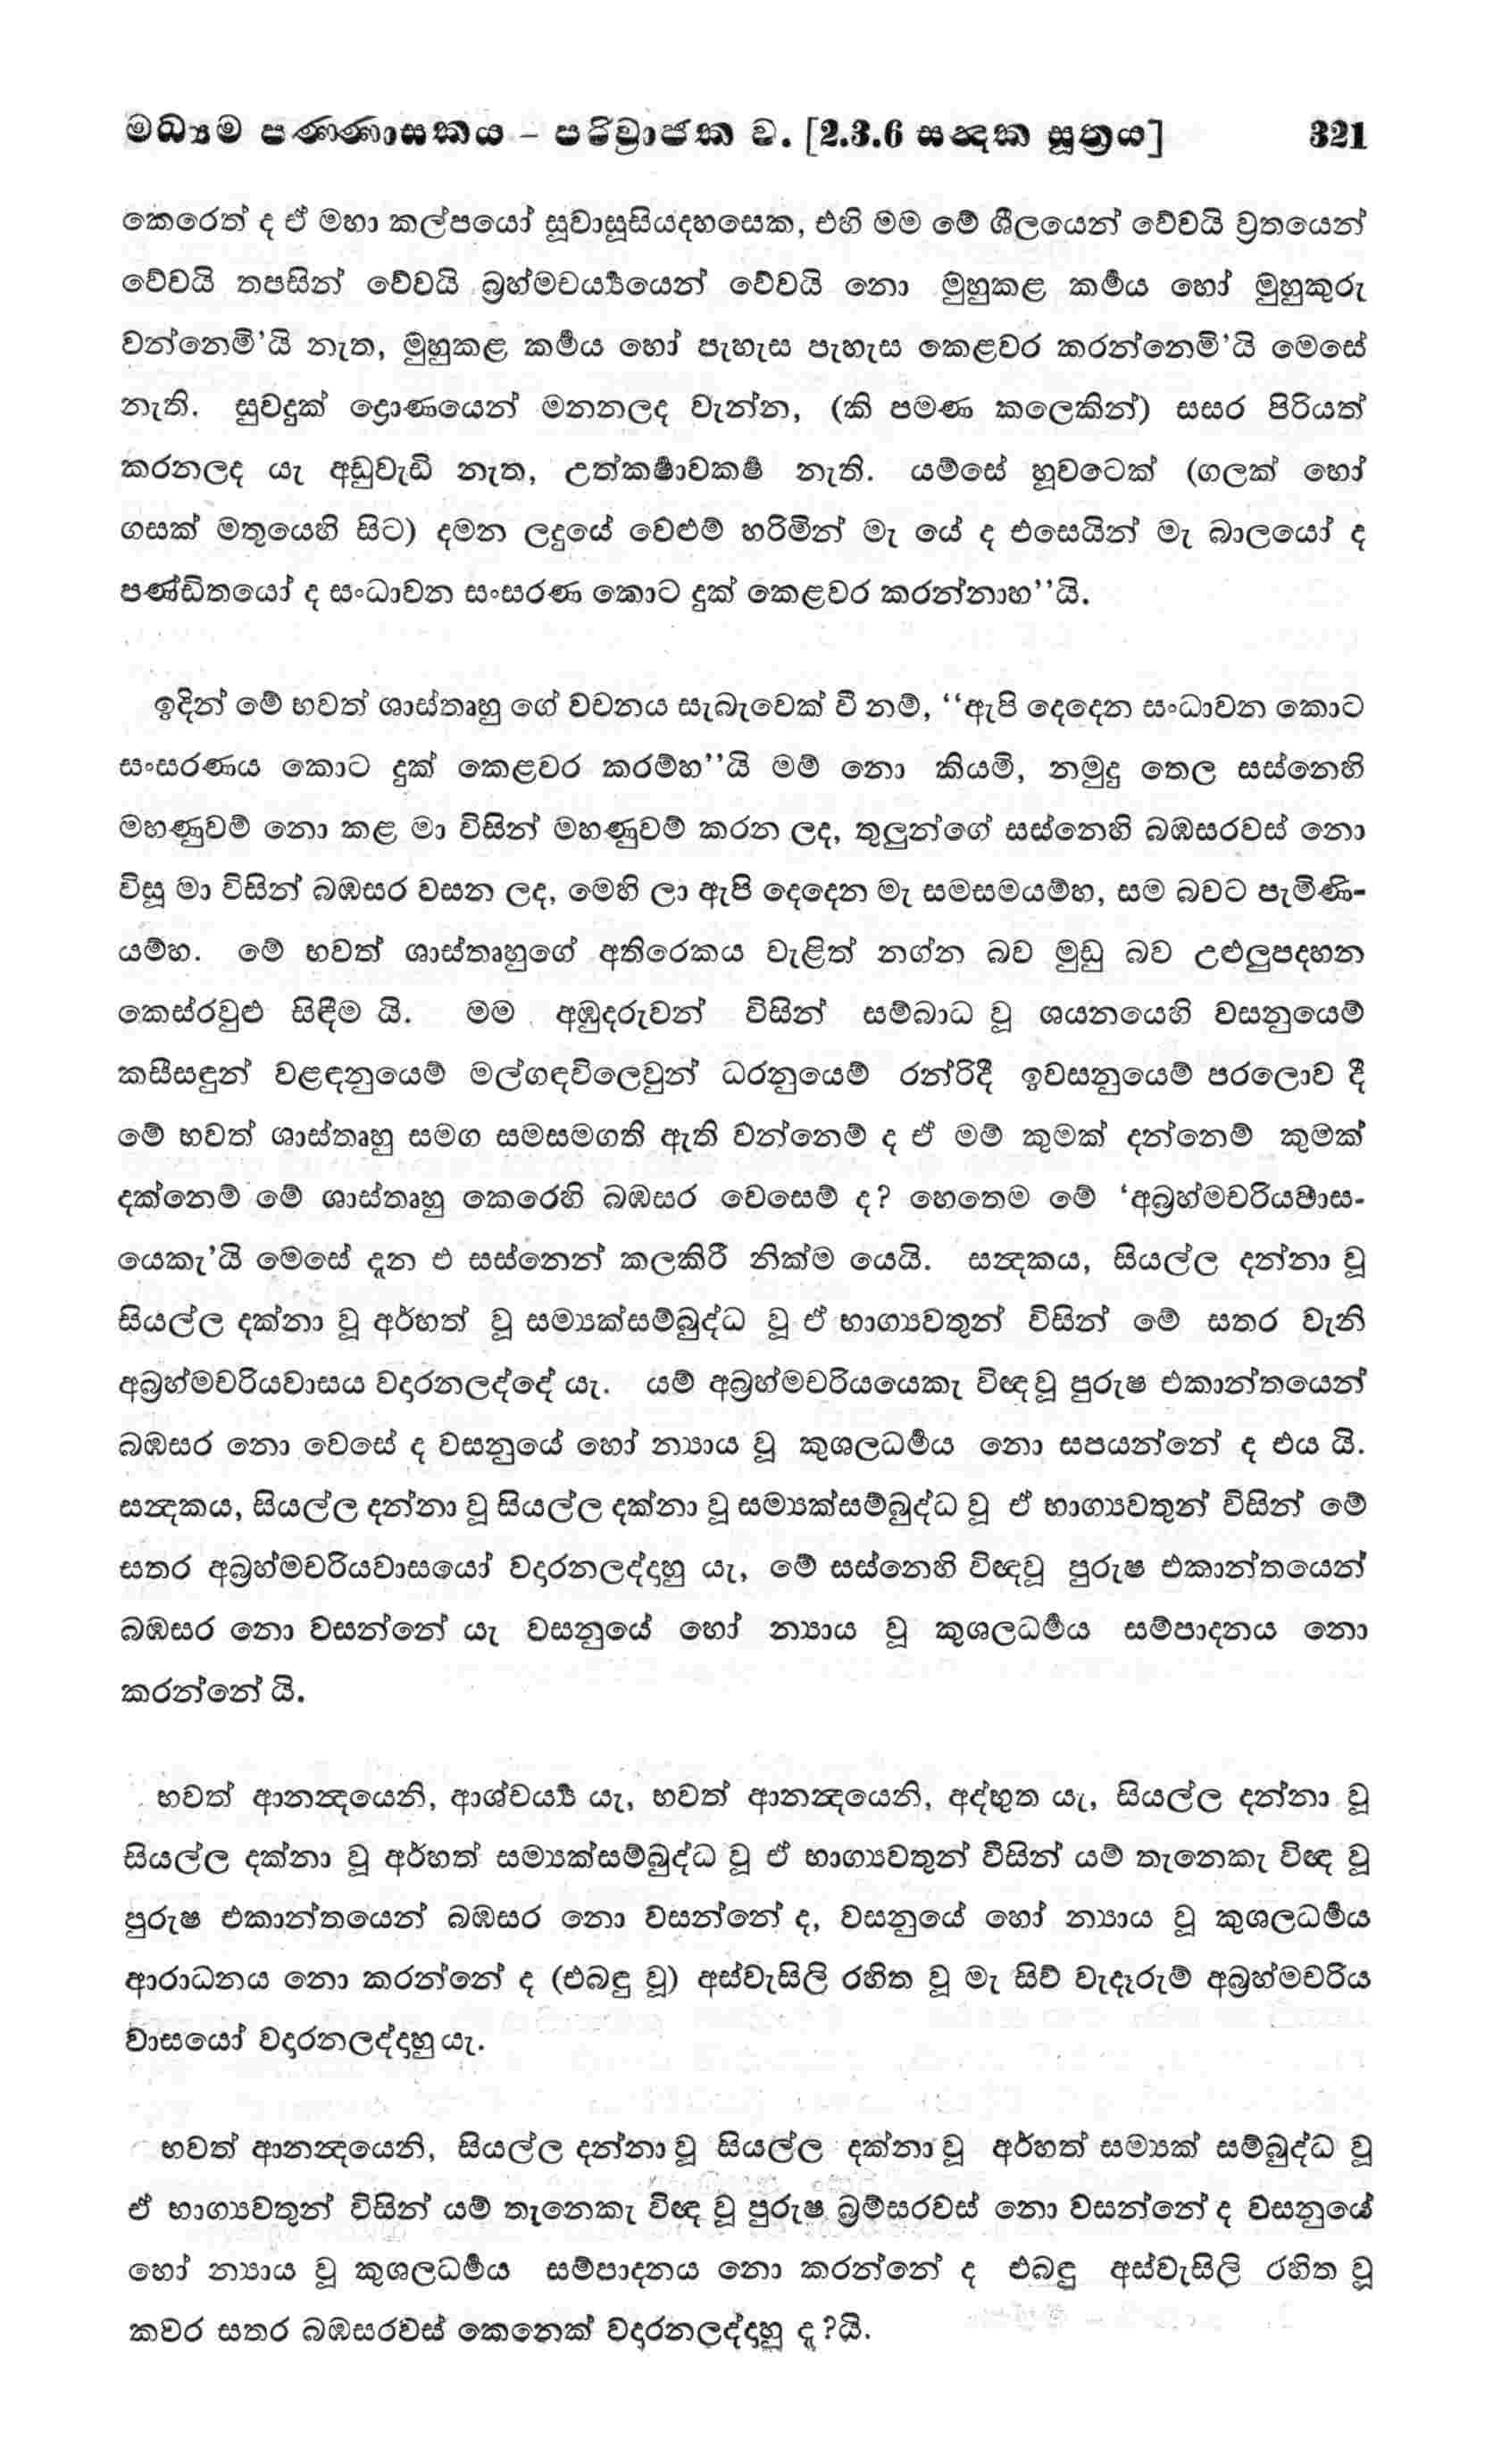 මධ්‍යම පණ්ණාසකය – පරිව්‍රාජක ව. [2.3.6 සන්‍දක සූත්‍රය] 321
කෙරෙත් ද ඒ මහා කල්පයෝ සූවාසූසියදහසෙක, එහි මම මේ ශීලයෙන් වේවයි ව්‍රතයෙන්
වේවයි තපසින් වේවයි බ්‍රහ්මචර්‍ය්‍යයෙන් වේවයි නො මුහුකළ කර්‍මය හෝ මුහුකුරු
වන්නෙමි’යි නැත, මුහුකළ කර්‍මය හෝ පැහැස පැහැස කෙළවර කරන්නෙමි’යි මෙසේ
නැති. සුවදුක් ද්‍රොණයෙන් මනනලද වැන්න, (කි පමණ කලෙකින්) සසර පිරියත්
කරනලද යැ අඩුවැඩි නැත, උත්කර්‍ෂාවකර්‍ෂ නැති. යම්සේ හූවටෙක් (ගලක් හෝ
ගසක් මතුයෙහි සිට) දමන ලදුයේ වෙළුම් හරිමින් මැ යේ ද එසෙයින් මැ බාලයෝ ද
පණ්ඩිතයෝ ද සංධාවන සංසරණ කොට දුක් කෙළවර කරන්නාහ’’යි.
ඉදින් මේ භවත් ශාස්තෘහු ගේ වචනය සැබැවෙක් වී නම්, ‘‘ඇපි දෙදෙන සංධාවන කොට
සංසරණය කොට දුක් කෙළවර කරම්හ’’යි මම් නො කියමි, නමුදු තෙල සස්නෙහි
මහණුවම් නො කළ මා විසින් මහණුවම් කරන ලද, තුලුන්ගේ සස්නෙහි බඹසරවස් නො
විසූ මා විසින් බඹසර වසන ලද, මෙහි ලා ඇපි දෙදෙන මැ සමසමයම්හ, සම බවට පැමිණි-
යම්හ. මේ භවත් ශාස්තෘහුගේ අතිරෙකය වැළිත් නග්න බව මුඩු බව උළුලුපදහන
කෙස්රවුළු සිඳීම යි. මම අඹුදරුවන් විසින් සම්බාධ වූ ශයනයෙහි වසනුයෙම්
කසීසඳුන් වළඳනුයෙම් මල්ගඳවිලෙවුන් ධරනුයෙම් රන්රිදී ඉවසනුයෙම් පරලොව දී
මේ භවත් ශාස්තෘහු සමග සමසමගති ඇති වන්නෙම් ද ඒ මම් කුමක් දන්නෙම් කුමක්
දක්නෙම් මේ ශාස්තෘහු කෙරෙහි බඹසර වෙසෙම් ද? හෙතෙම මේ ‘අබ්‍රහ්මචරියවාස-
යෙකැ’යි මෙසේ දැන එ සස්නෙන් කලකිරී නික්ම යෙයි. සන්‍දකය, සියල්ල දන්නා වූ
සියල්ල දක්නා වූ අර්හත් වූ සම්‍යක්සම්බුද්ධ වූ ඒ භාග්‍යවතුන් විසින් මේ සතර වැනි
අබ්‍රහ්මචරියවාසය වදාරනලද්දේ යැ. යම් අබ්‍රහ්මචරියයෙකැ විඥවූ පුරුෂ එකාන්තයෙන්
බඹසර නො වෙසේ ද වසනුයේ හෝ න්‍යාය වූ කුශලධර්‍මය නො සපයන්නේ ද එය යි.
සන්‍දකය, සියල්ල දන්නා වූ සියල්ල දක්නා වූ සම්‍යක්සම්බුද්ධ වූ ඒ භාග්‍යවතුන් විසින් මේ
සතර අබ්‍රහ්මචරියවාසයෝ වදාරනලද්දාහු යැ, මේ සස්නෙහි විඥවූ පුරුෂ එකාන්තයෙන්
බඹසර නො වසන්නේ යැ වසනුයේ හෝ න්‍යාය වූ කුශලධර්‍මය සම්පාදනය නො
කරන්නේ යි.
භවත් ආනන්‍දයෙනි, ආශ්චර්‍ය්‍ය යැ, භවත් ආනන්‍දයෙනි, අද්භුත යැ, සියල්ල දන්නා වූ
සියල්ල දක්නා වූ අර්හත් සම්‍යක්සම්බුද්ධ වූ ඒ භාග්‍යවතුන් විසින් යම් තැනෙකැ විඥ වූ
පුරුෂ එකාන්තයෙන් බඹසර නො වසන්නේ ද, වසනුයේ හෝ න්‍යාය වූ කුශලධර්‍මය
ආරාධනය නො කරන්නේ ද (එබඳු වූ) අස්වැසිලි රහිත වූ මැ සිව් වැදෑරුම් අබ්‍රහ්මචරිය
වාසයෝ වදාරනලද්දාහු යැ.
භවත් ආනන්‍දයෙනි, සියල්ල දන්නා වූ සියල්ල දක්නා වූ අර්හත් සම්‍යක් සම්බුද්ධ වූ
ඒ භාග්‍යවතුන් විසින් යම් තැනෙකැ විඥ වූ පුරුෂ බ්‍රම්සරවස් නො වසන්නේ ද වසනුයේ
හෝ න්‍යාය වූ කුශලධර්‍මය සම්පාදනය නො කරන්නේ ද එබඳු අස්වැසිලි රහිත වූ
කවර සතර බඹසරවස් කෙනෙක් වදාරනලද්දාහු ද?යි.